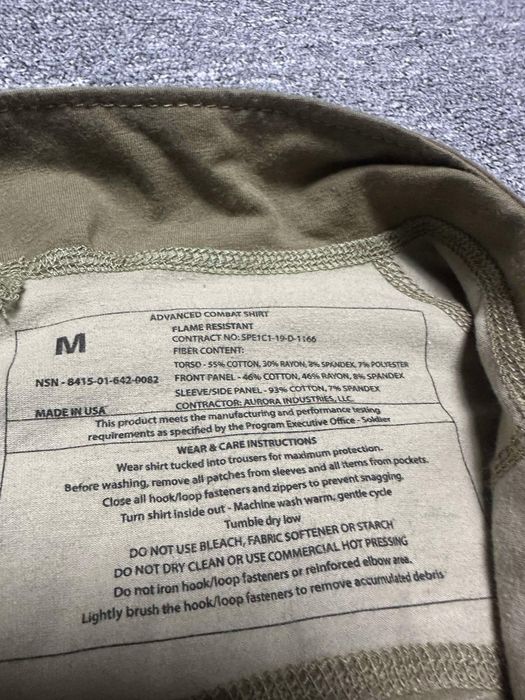 ADVANCED COMBAT SHIRT
FLAME RESISTANT
M
CONTRACT NO: SPE1C1-19-D-1166
FIBER CONTENT:
TORSO - 55% COTTON, 30% RAYON, 8% SPANDEX, 7% POLYESTER
NSN - 8415-01-642-0082
FRONT PANEL - 46% COTTON, 46% RAYON, 8% SPANDEX
SLEEVE/SIDE PANEL - 93% COTTON, 7% SPANDEX
MADE IN USA
CONTRACTOR: AURORA INDUSTRIES, LLC.
This product meets the manufacturing and performance testing
requirements as specified by the Program Executive Office - Soldier
WEAR & CARE INSTRUCTIONS
Wear shirt tucked into trousers for maximum protection.
Before washing, remove all patches from sleeves and all items from pockets.
Close all hook/loop fasteners and zippers to prevent snagging.
Turn shirt inside out - Machine wash warm, gentle cycle
Tumble dry low
DO NOT USE BLEACH, FABRIC SOFTENER OR STARCH
DO NOT DRY CLEAN OR USE COMMERCIAL HOT PRESSING
Do not iron hook/loop fasteners or reinforced elbow area.
Lightly brush the hook/loop fasteners to remove accumulated debris